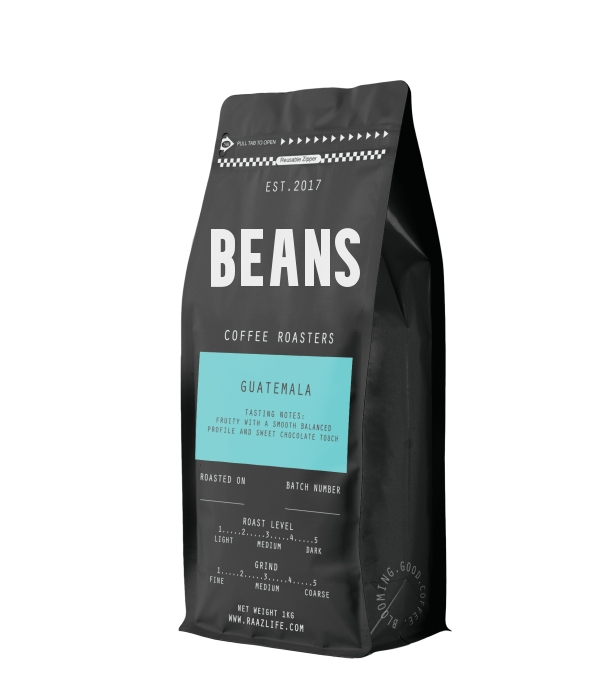 PULL TAB TO OPEN
Reusable Zipper
EST.2017
BEANS
COFFEE ROASTERS
GUATEMALA
TASTING NOTES:
FRUITY WITH A SMOOTH BALANCED
PROFILE AND SWEET CHOCOLATE TOUCH
ROASTED ON
BATCH NUMBER
ROAST LEVEL
1.....2.....3.....4.....5
LIGHT MEDIUM DARK
GRIND
1.....2.....3.....4.....5
FINE MEDIUM COARSE
NET WEIGHT 1KG
WWW.RAAZLIFE.COM
BLOOMING.GOOD.COFFEE.